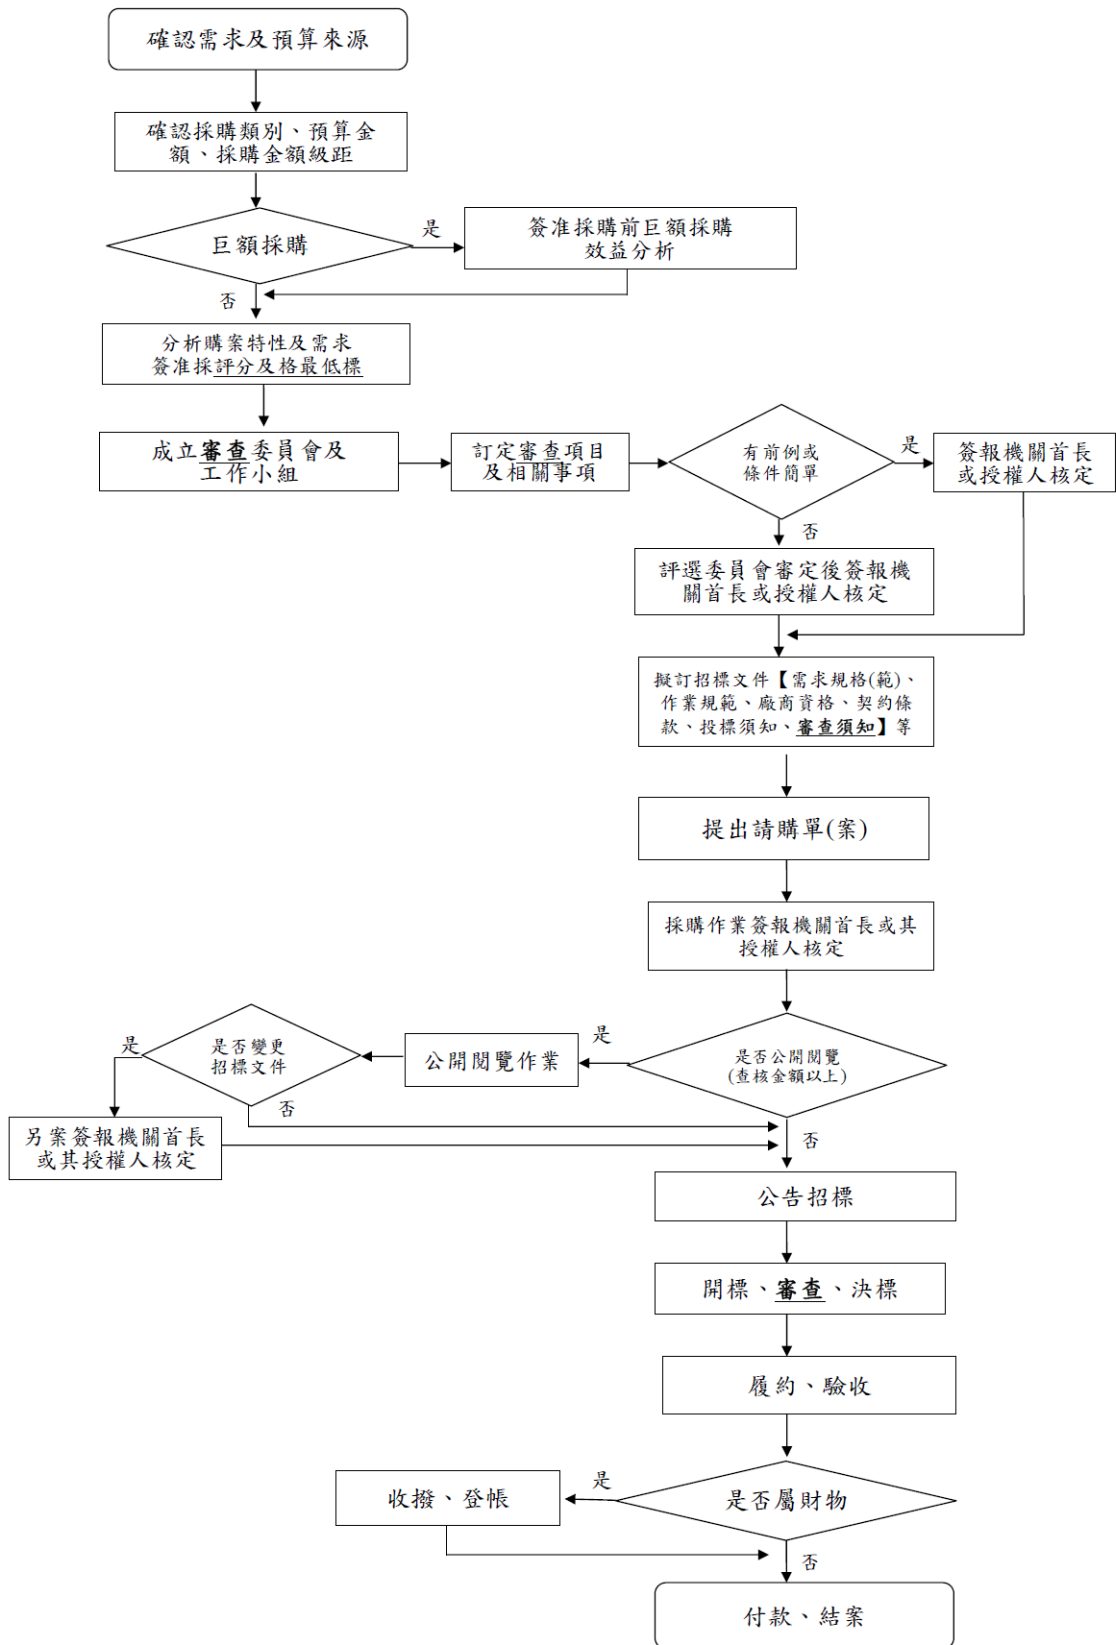 確認需求及預算來源
確認採購類別、預算金
額、採購金額級距
巨額採購
是
簽准採購前巨額採購
效益分析
否
分析購案特性及需求
簽准採評分及格最低標
成立審查委員會及
工作小組
訂定審查項目
及相關事項
有前例或
條件簡單
是
簽報機關首長
或授權人核定
否
評選委員會審定後簽報機
關首長或授權人核定
擬訂招標文件【需求規格(範)、
作業規範、廠商資格、契約條
款、投標須知、審查須知】等
提出請購單(案)
採購作業簽報機關首長或其
授權人核定
是否公開閱覽
(查核金額以上)
是
公開閱覽作業
是否變更
招標文件
是
否
另案簽報機關首長
或其授權人核定
否
公告招標
開標、審查、決標
履約、驗收
是否屬財物
是
收撥、登帳
否
付款、結案